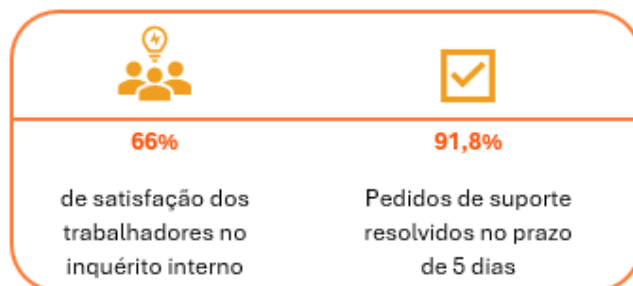 66%
de satisfação dos
trabalhadores no
inquérito interno
91,8%
Pedidos de suporte
resolvidos no prazo
de 5 dias